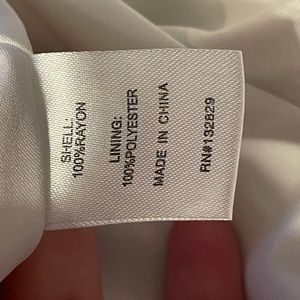 SHELL:
100%RAYON
LINING:
100%POLYESTER
MADE IN CHINA
RN#132829